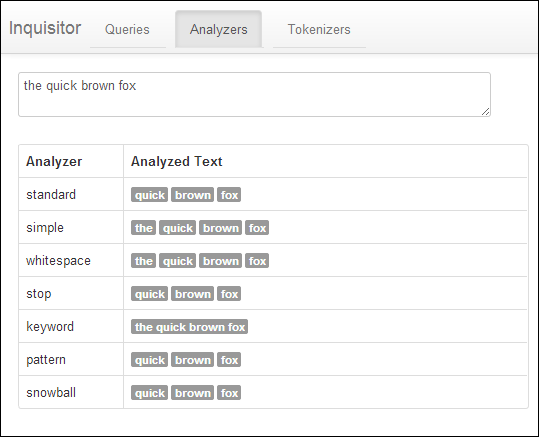 Inquisitor Queries Analyzers Tokenizers
the quick brown fox
Analyzer Analyzed Text
standard quick brown fox
simple the quick brown fox
whitespace the quick brown fox
stop quick brown fox
keyword the quick brown fox
pattern quick brown fox
snowball quick brown fox